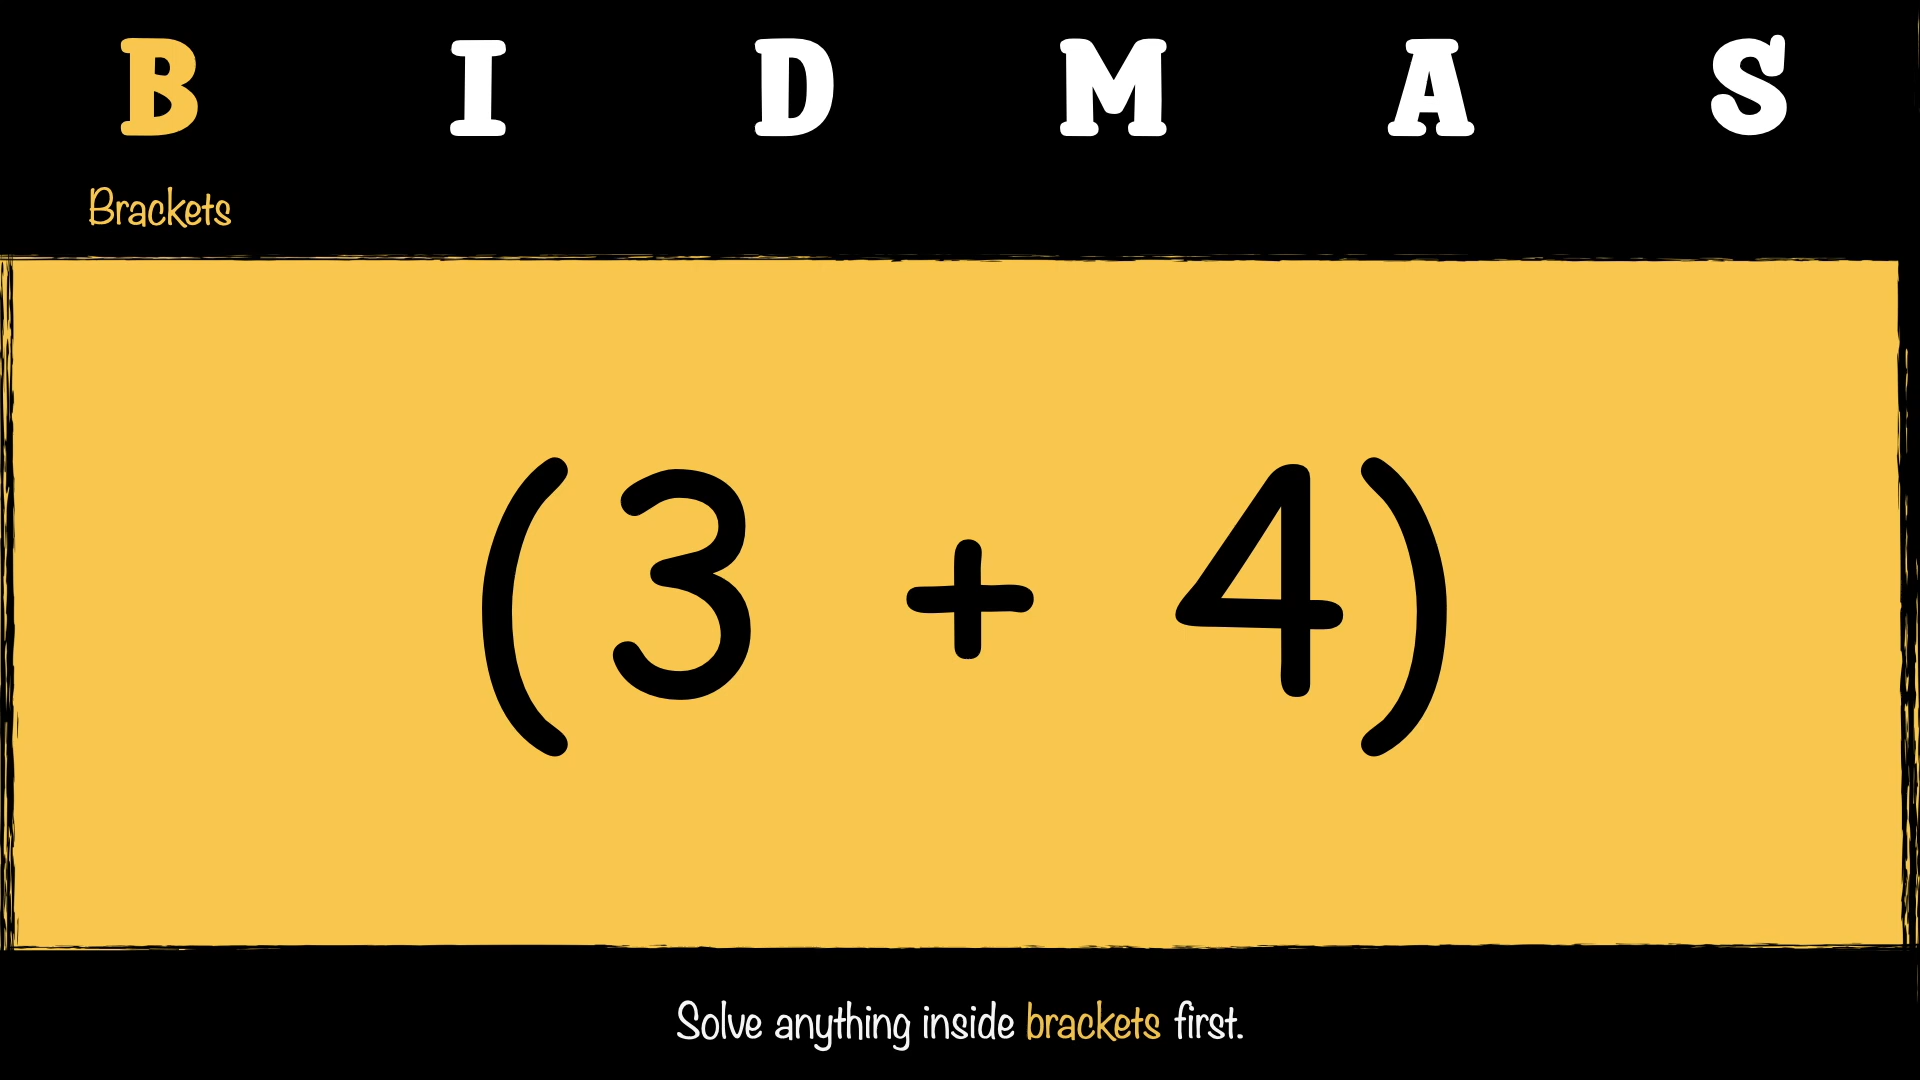 B I D M A S
Brackets
(3 + 4)
Solve anything inside brackets first.